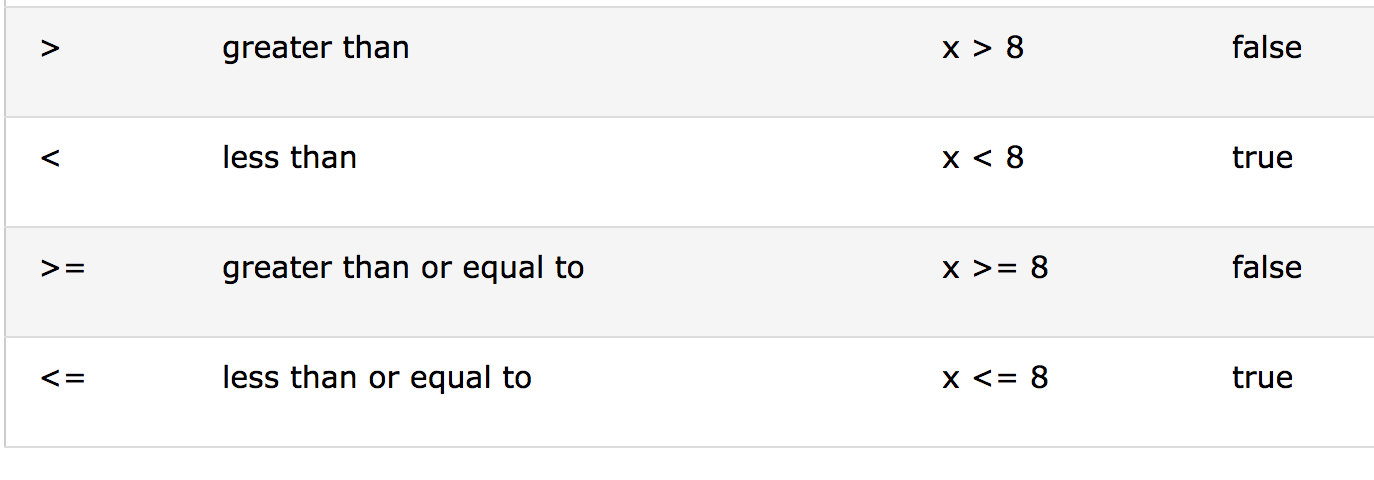 > greater than x > 8 false
< less than x < 8 true
>= greater than or equal to x >= 8 false
<= less than or equal to x <= 8 true